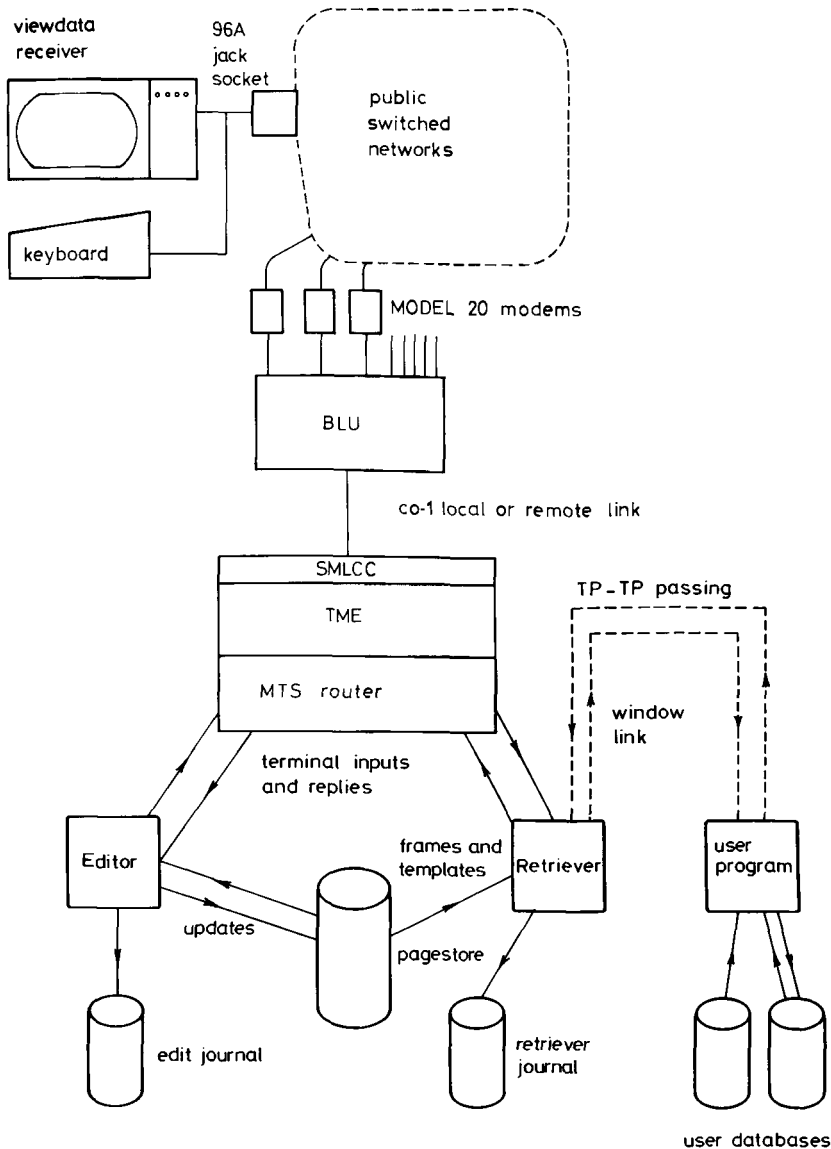 viewdata
receiver
96A
jack
socket
public
switched
networks
keyboard
MODEL 20 modems
BLU
co-1 local or remote link
SMLCC
TME
MTS router
TP-TP passing
window
link
terminal inputs
and replies
Editor
frames and
templates
Retriever
user
program
updates
pagestore
edit journal
retriever
journal
user databases